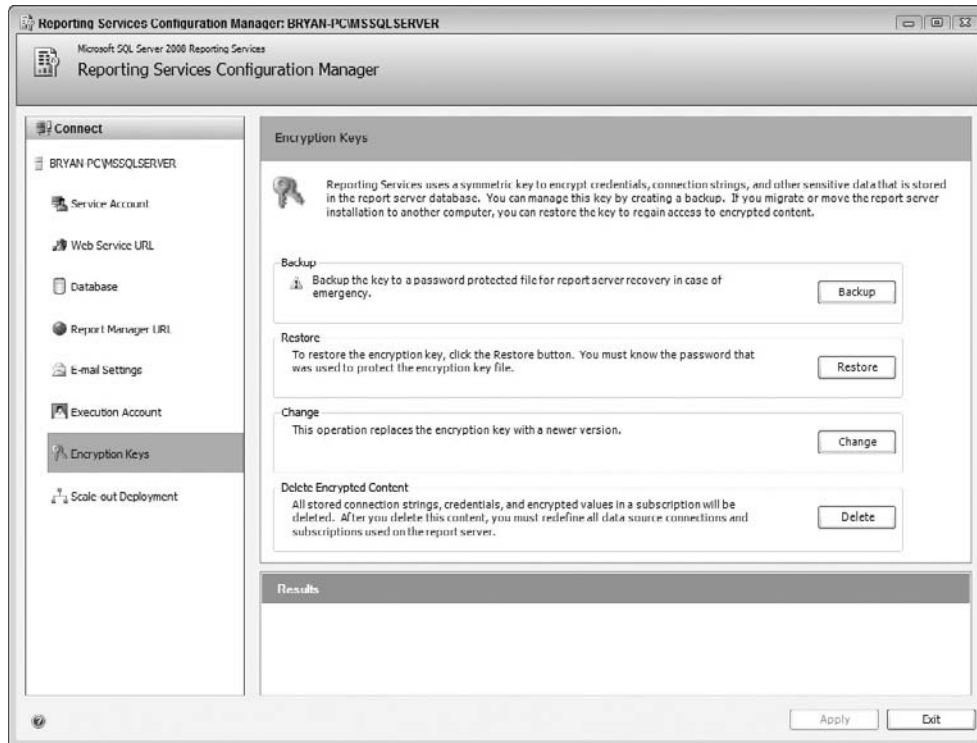 Reporting Services Configuration Manager: BRYAN-PC\MSSQLSERVER
Microsoft SQL Server 2008 Reporting Services
Reporting Services Configuration Manager
Connect
BRYAN-PC\MSSQLSERVER
Service Account
Web Service URL
Database
Report Manager URL
E-mail Settings
Execution Account
Encryption Keys
Scale-out Deployment
Encryption Keys
Reporting Services uses a symmetric key to encrypt credentials, connection strings, and other sensitive data that is stored
in the report server database. You can manage this key by creating a backup. If you migrate or move the report server
installation to another computer, you can restore the key to regain access to encrypted content.
Backup
Backup the key to a password protected file for report server recovery in case of
emergency.
Backup
Restore
To restore the encryption key, click the Restore button. You must know the password that
was used to protect the encryption key file.
Restore
Change
This operation replaces the encryption key with a newer version.
Change
Delete Encrypted Content
All stored connection strings, credentials, and encrypted values in a subscription will be
deleted. After you delete this content, you must redefine all data source connections and
subscriptions used on the report server.
Delete
Results
Apply
Exit